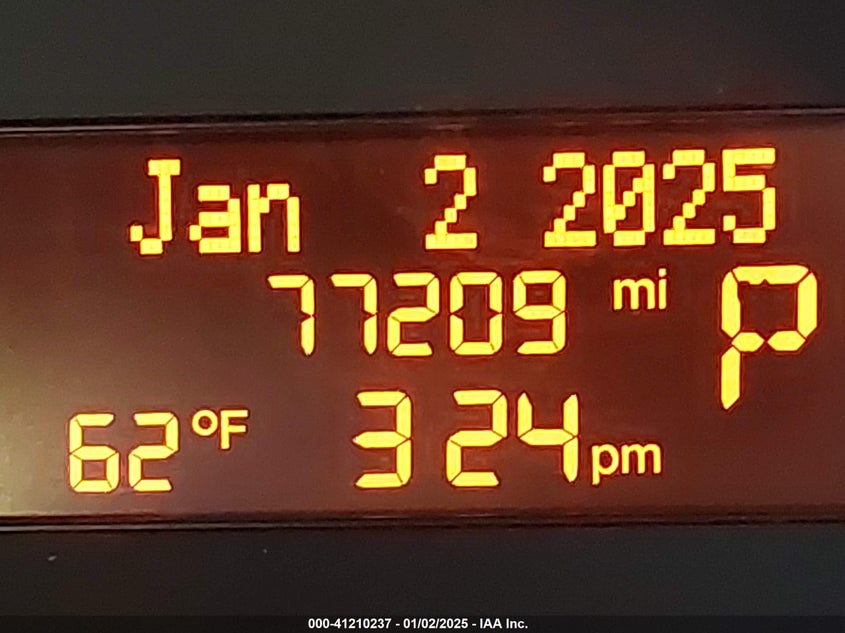 Jan 2 2025
77209 mi P
62 °F 3 24 pm
000-41210237 - 01/02/2025 - IAA Inc.